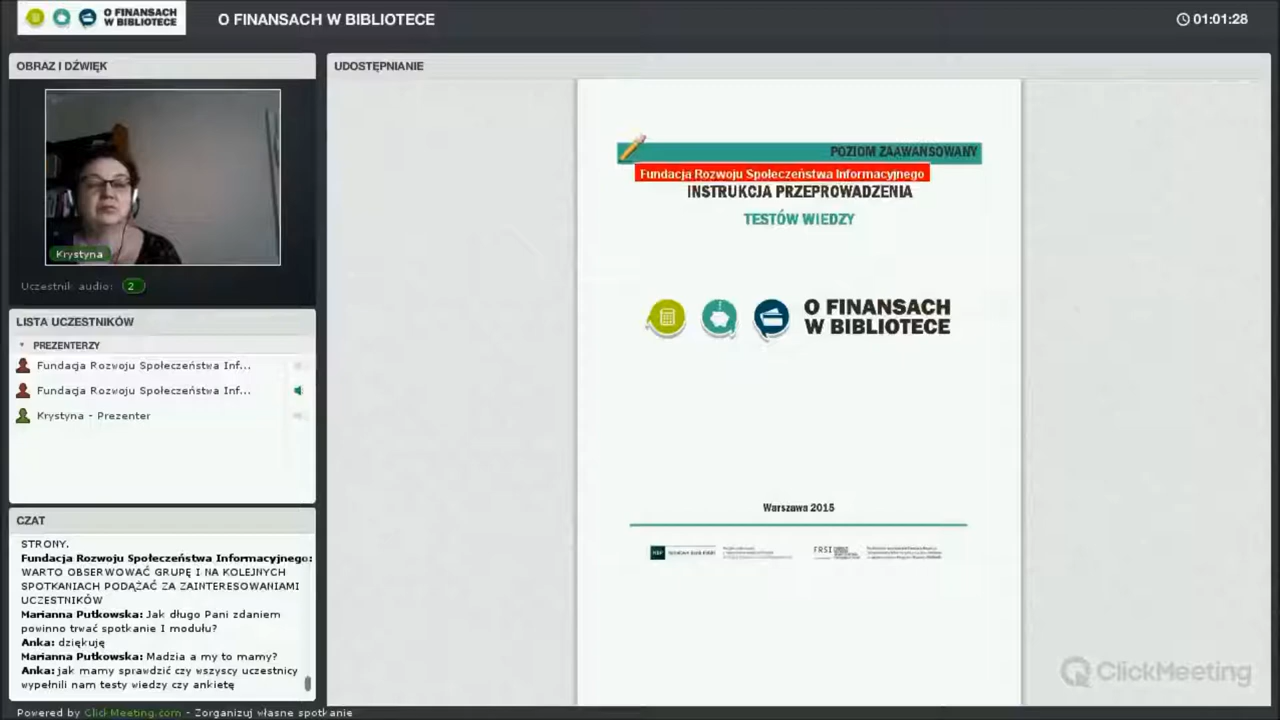 O FINANSACH
W BIBLIOTECE
O FINANSACH W BIBLIOTECE
01:01:28
OBRAZ I DŹWIĘK
Krystyna
Uczestnik audio: 2
LISTA UCZESTNIKÓW
PREZENTERZY
Fundacja Rozwoju Społeczeństwa Inf...
Fundacja Rozwoju Społeczeństwa Inf...
Krystyna - Prezenter
CZAT
STRONY.
Fundacja Rozwoju Społeczeństwa Informacyjnego:
WARTO OBSERWOWAĆ GRUPĘ I NA KOLEJNYCH
SPOTKANIACH PODĄŻAĆ ZA ZAINTERESOWANIAMI
UCZESTNIKÓW
Marianna Putkowska: Jak długo Pani zdaniem
powinno trwać spotkanie I modułu?
Anka: dziękuję
Marianna Putkowska: Madzia a my to mamy?
Anka: jak mamy sprawdzić czy wszyscy uczestnicy
wypełnili nam testy wiedzy czy ankietę
UDOSTĘPNIANIE
POZIOM ZAAWANSOWANY
Fundacja Rozwoju Społeczeństwa Informacyjnego
INSTRUKCJA PRZEPROWADZENIA
TESTÓW WIEDZY
O FINANSACH
W BIBLIOTECE
Warszawa 2015
NBP
FRSI
ClickMeeting
Powered by ClickMeeting.com - Zorganizuj własne spotkanie